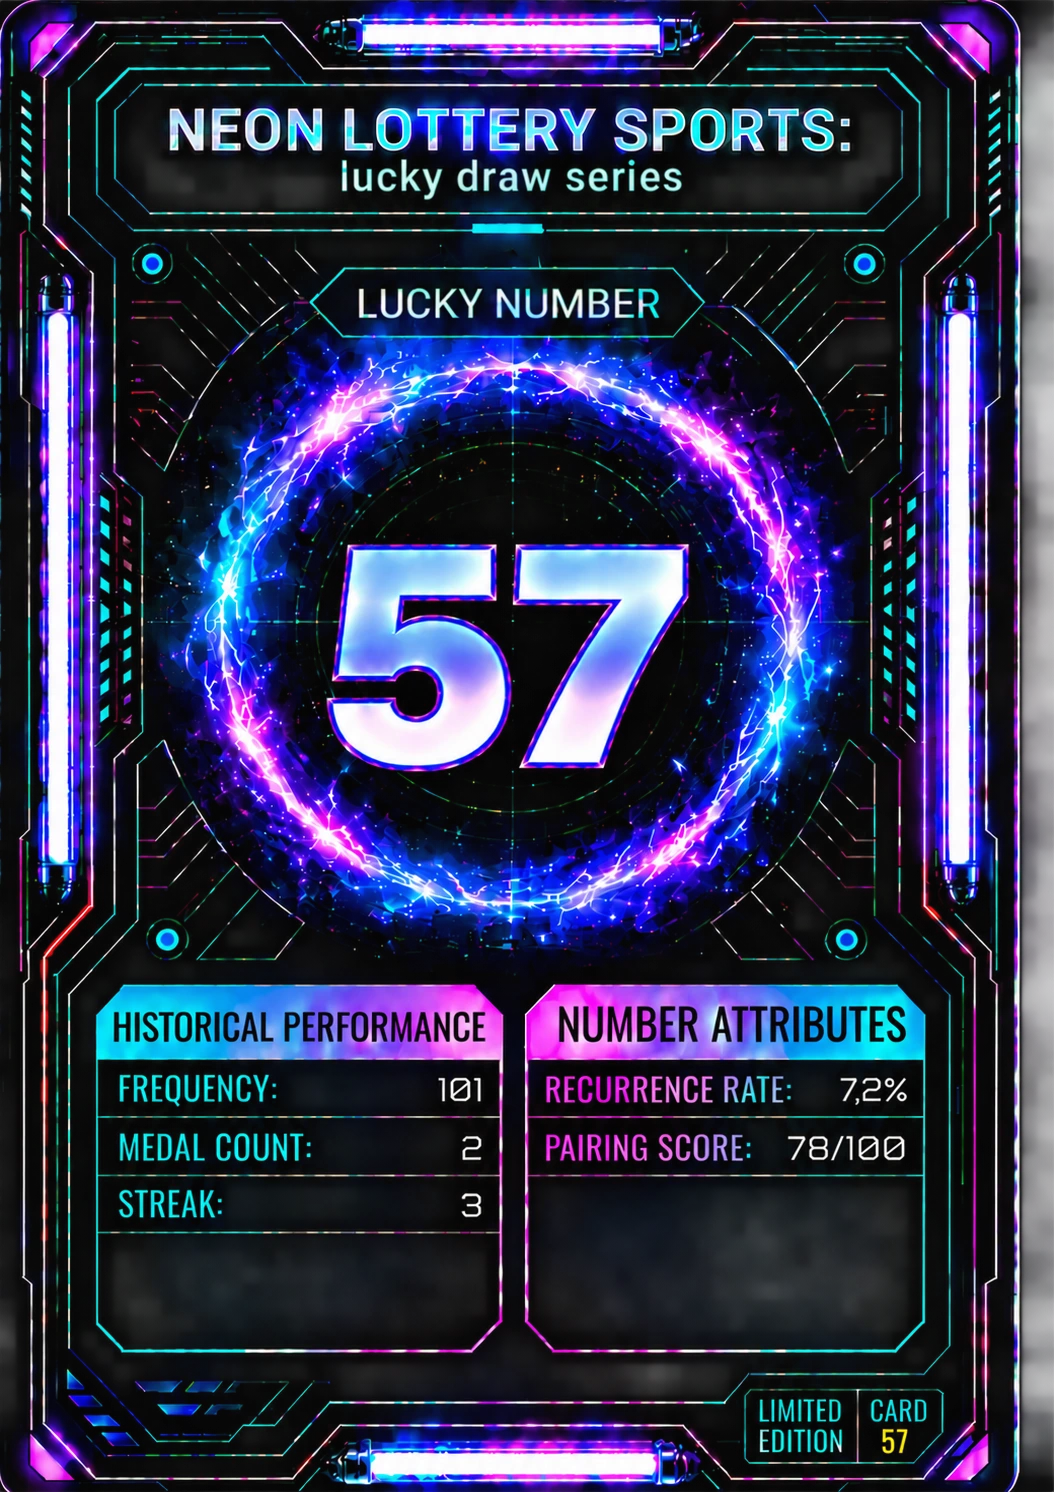 NEON LOTTERY SPORTS:
lucky draw series
LUCKY NUMBER
57
HISTORICAL PERFORMANCE
FREQUENCY: 101
MEDAL COUNT: 2
STREAK: 3
NUMBER ATTRIBUTES
RECURRENCE RATE: 7,2%
PAIRING SCORE: 78/100
LIMITED
EDITION
CARD
57